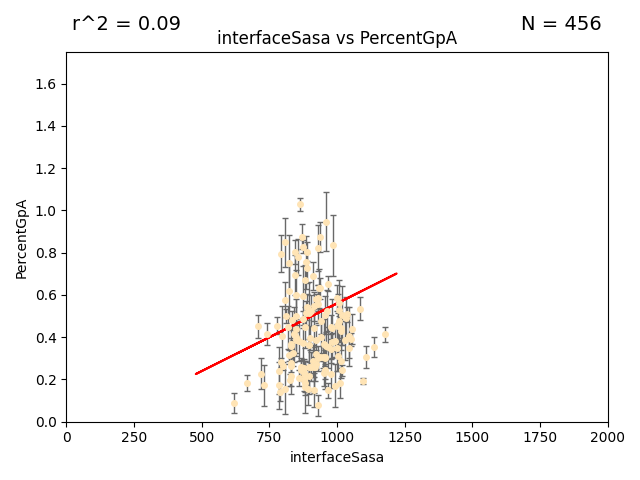 r^2 = 0.09
N = 456
interfaceSasa vs PercentGpA
PercentGpA
1.6
1.4
1.2
1.0
0.8
0.6
0.4
0.2
0.0
0 250 500 750 1000 1250 1500 1750 2000
interfaceSasa